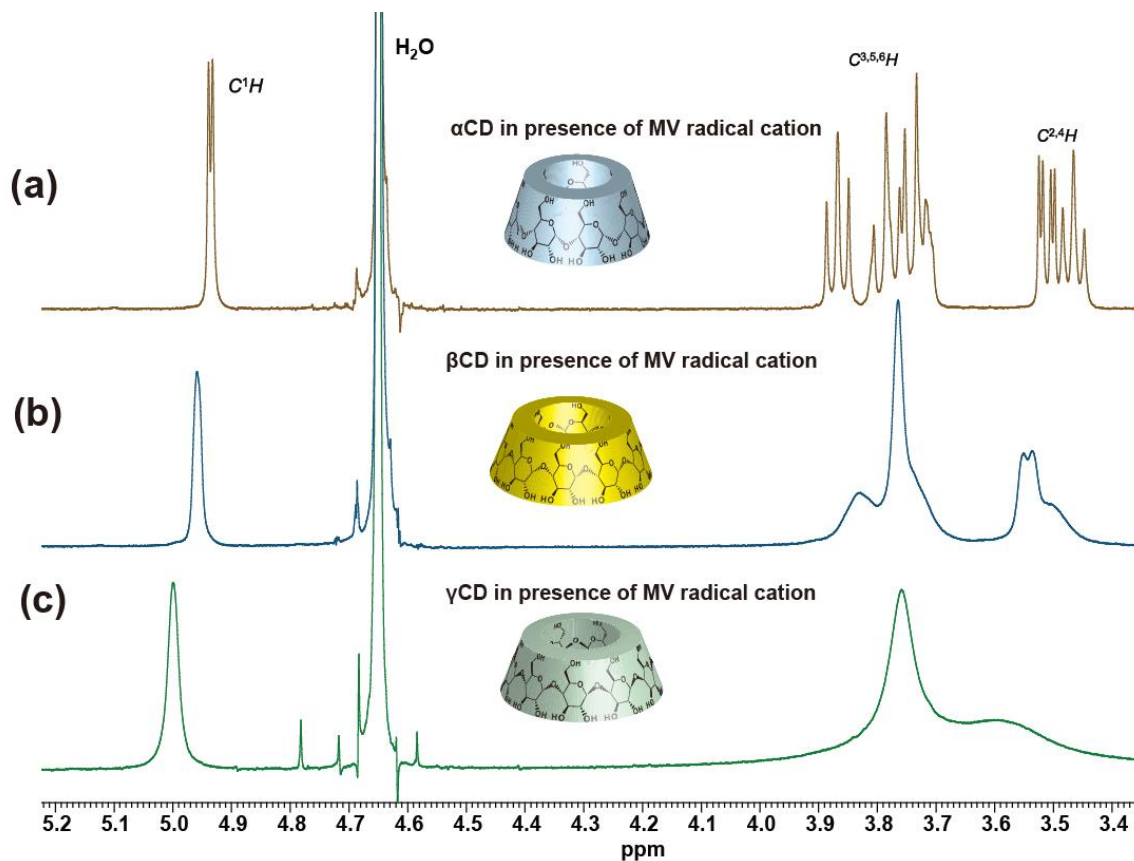 H₂O
C¹H
C³,⁵,⁶H
C²,⁴H
(a)
αCD in presence of MV radical cation
(b)
βCD in presence of MV radical cation
(c)
γCD in presence of MV radical cation
5.2 5.1 5.0 4.9 4.8 4.7 4.6 4.5 4.4 4.3 4.2 4.1 4.0 3.9 3.8 3.7 3.6 3.5 3.4
ppm